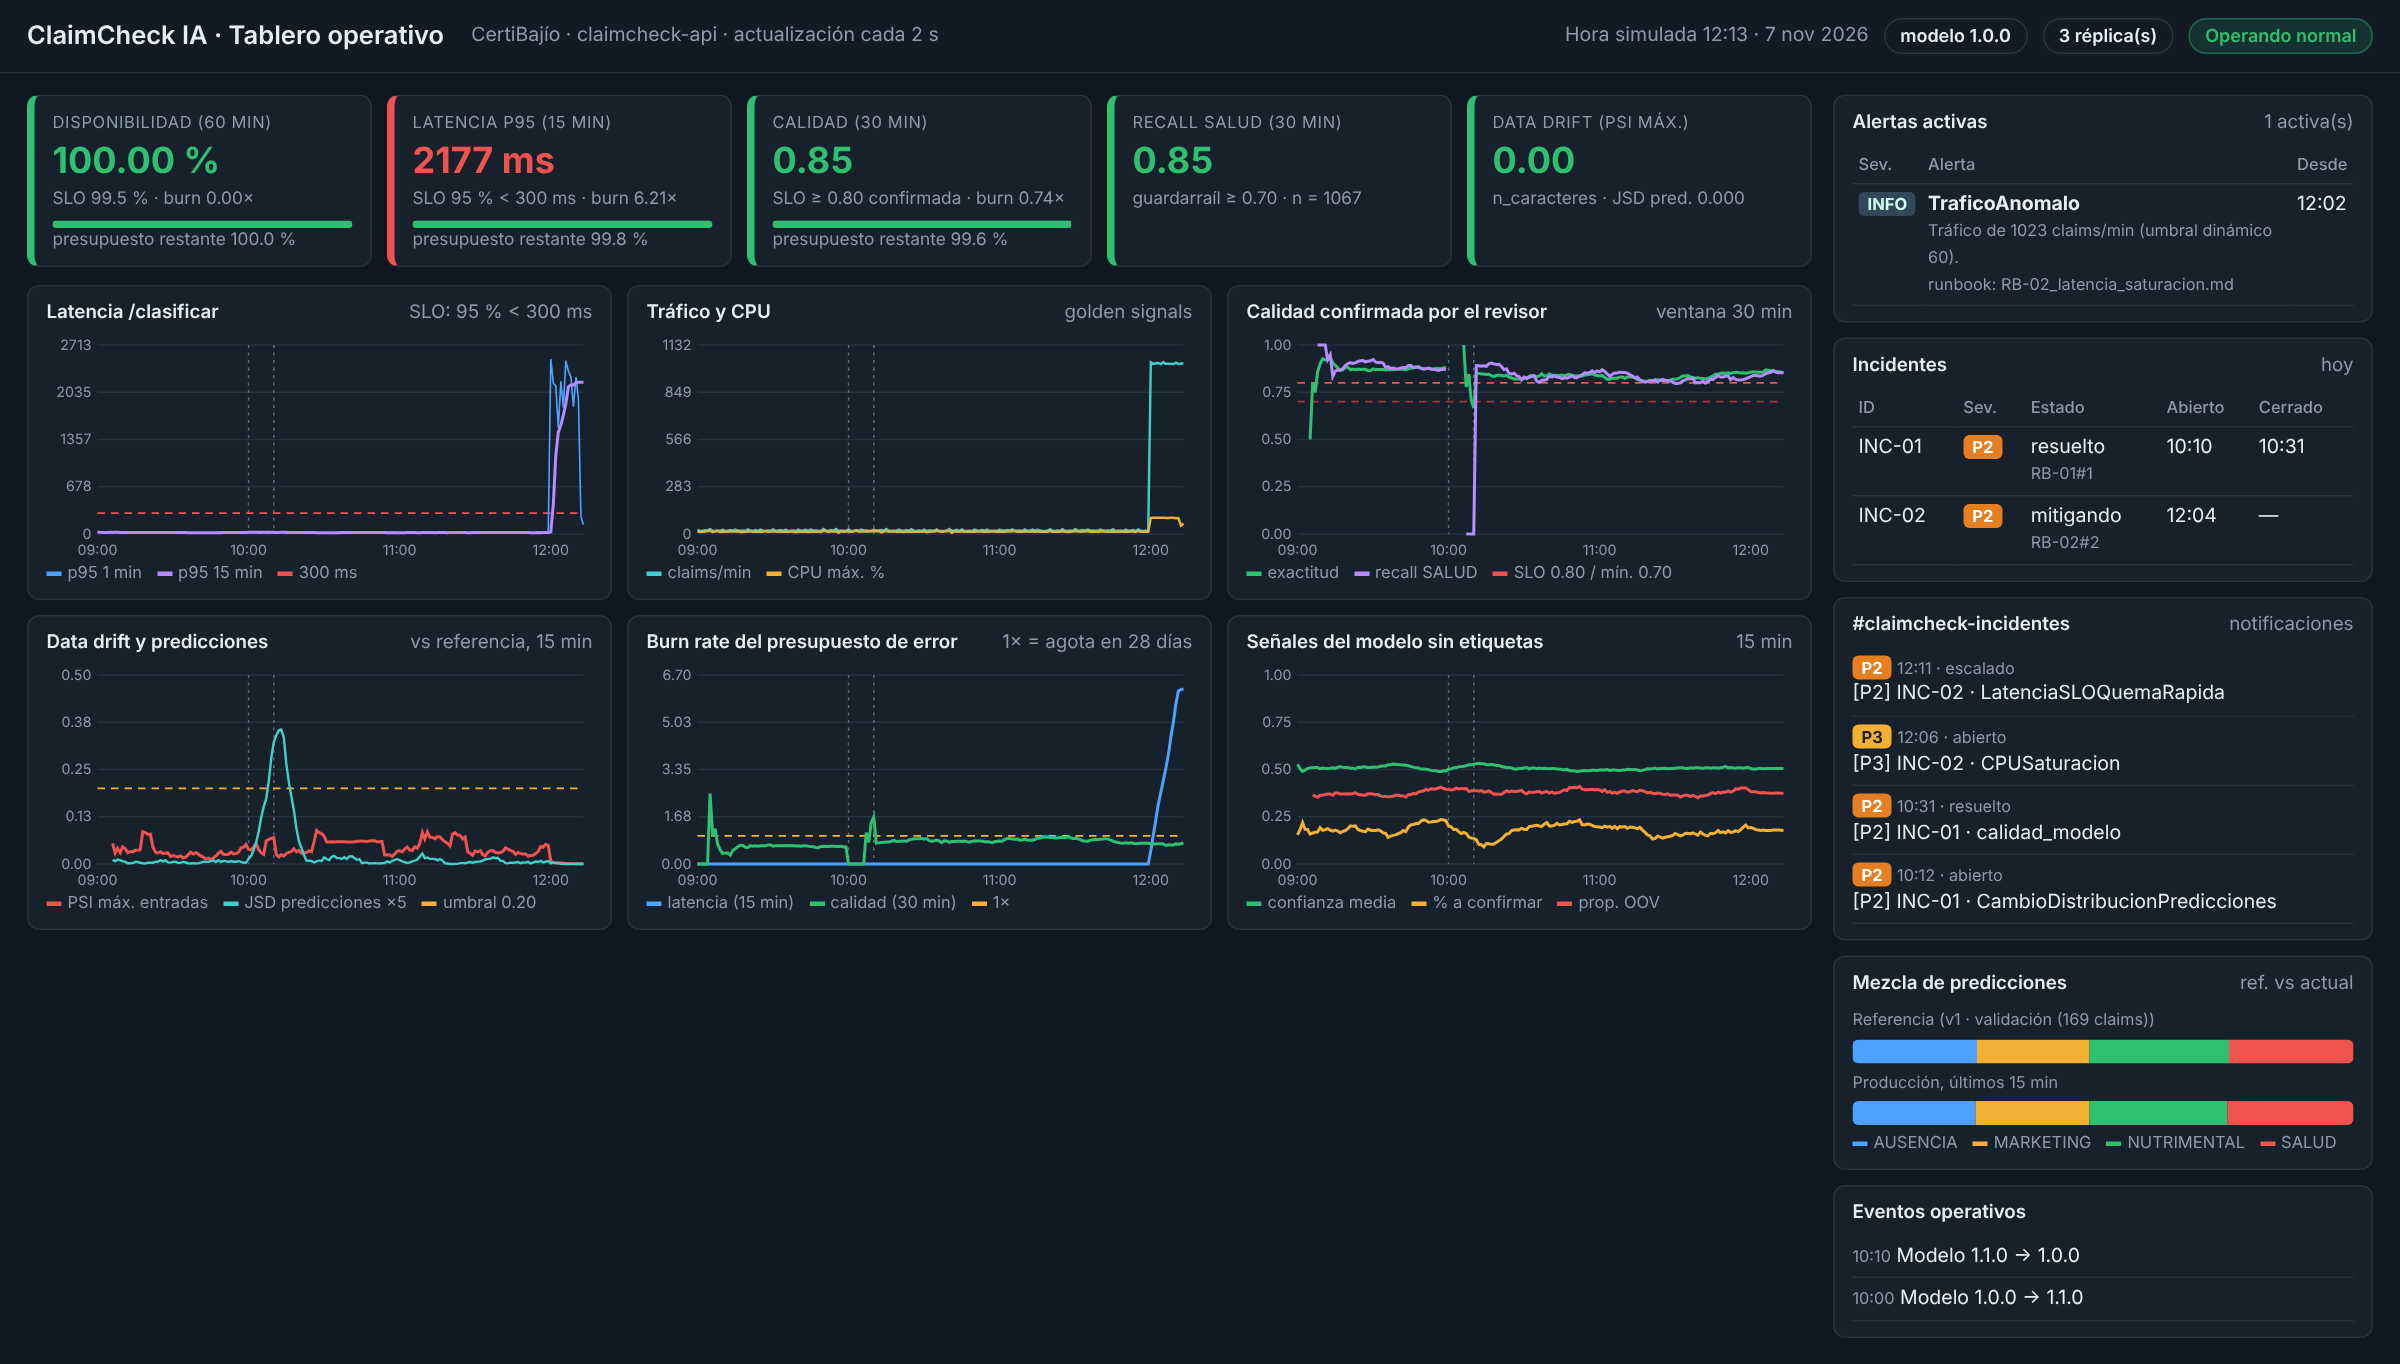 ClaimCheck IA · Tablero operativo
CertiBajío · claimcheck-api · actualización cada 2 s
Hora simulada 12:13 · 7 nov 2026
modelo 1.0.0
3 réplica(s)
Operando normal
DISPONIBILIDAD (60 MIN)
100.00 %
SLO 99.5 % · burn 0.00×
presupuesto restante 100.0 %
LATENCIA P95 (15 MIN)
2177 ms
SLO 95 % < 300 ms · burn 6.21×
presupuesto restante 99.8 %
CALIDAD (30 MIN)
0.85
SLO ≥ 0.80 confirmada · burn 0.74×
presupuesto restante 99.6 %
RECALL SALUD (30 MIN)
0.85
guardarraíl ≥ 0.70 · n = 1067
DATA DRIFT (PSI MÁX.)
0.00
n_caracteres · JSD pred. 0.000
Latencia /clasificar
SLO: 95 % < 300 ms
2713
2035
1357
678
0
09:00 10:00 11:00 12:00
p95 1 min p95 15 min 300 ms
Tráfico y CPU
golden signals
1132
849
566
283
0
09:00 10:00 11:00 12:00
claims/min CPU máx. %
Calidad confirmada por el revisor
ventana 30 min
1.00
0.75
0.50
0.25
0.00
09:00 10:00 11:00 12:00
exactitud recall SALUD SLO 0.80 / mín. 0.70
Data drift y predicciones
vs referencia, 15 min
0.50
0.38
0.25
0.13
0.00
09:00 10:00 11:00 12:00
PSI máx. entradas JSD predicciones ×5 umbral 0.20
Burn rate del presupuesto de error
1× = agota en 28 días
6.70
5.03
3.35
1.68
0.00
09:00 10:00 11:00 12:00
latencia (15 min) calidad (30 min) 1×
Señales del modelo sin etiquetas
15 min
1.00
0.75
0.50
0.25
0.00
09:00 10:00 11:00 12:00
confianza media % a confirmar prop. OOV
Alertas activas
1 activa(s)
Sev. Alerta Desde
INFO TraficoAnomalo 12:02
Tráfico de 1023 claims/min (umbral dinámico
60).
runbook: RB-02_latencia_saturacion.md
Incidentes
hoy
ID Sev. Estado Abierto Cerrado
INC-01 P2 resuelto 10:10 10:31
RB-01#1
INC-02 P2 mitigando 12:04 —
RB-02#2
#claimcheck-incidentes
notificaciones
P2 12:11 · escalado
[P2] INC-02 · LatenciaSLOQuemaRapida
P3 12:06 · abierto
[P3] INC-02 · CPUSaturacion
P2 10:31 · resuelto
[P2] INC-01 · calidad_modelo
P2 10:12 · abierto
[P2] INC-01 · CambioDistribucionPredicciones
Mezcla de predicciones
ref. vs actual
Referencia (v1 · validación (169 claims))
Producción, últimos 15 min
AUSENCIA MARKETING NUTRIMENTAL SALUD
Eventos operativos
10:10 Modelo 1.1.0 → 1.0.0
10:00 Modelo 1.0.0 → 1.1.0